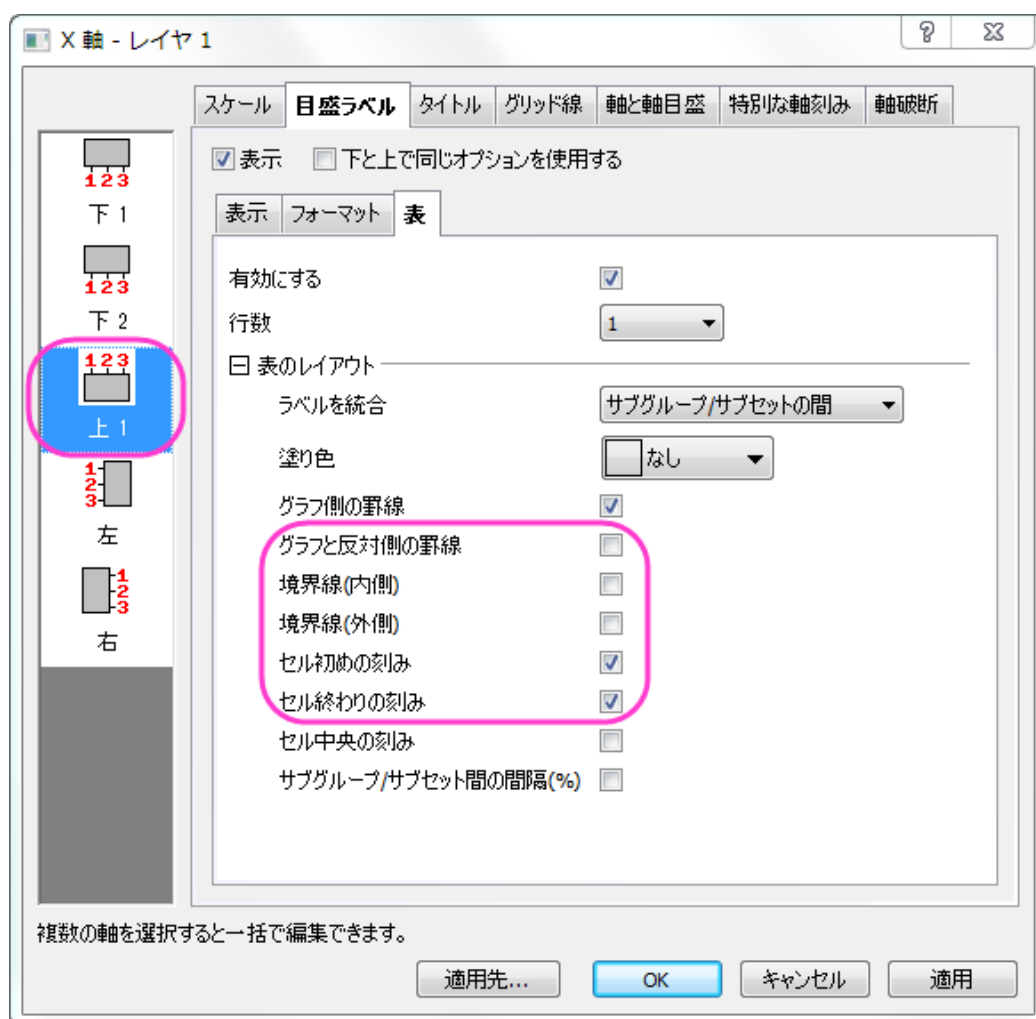 X 軸 - レイヤ 1
スケール 目盛ラベル タイトル グリッド線 軸と軸目盛 特別な軸刻み 軸破断
表示 下と上で同じオプションを使用する
123
下 1
123
下 2
123
上 1
1
2
3
左
1
2
3
右
表示 フォーマット 表
有効にする
行数 1
表のレイアウト
ラベルを統合 サブグループ/サブセットの間
塗り色 なし
グラフ側の罫線
グラフと反対側の罫線
境界線(内側)
境界線(外側)
セル初めの刻み
セル終わりの刻み
セル中央の刻み
サブグループ/サブセット間の間隔(%)
複数の軸を選択すると一括で編集できます。
適用先... OK キャンセル 適用